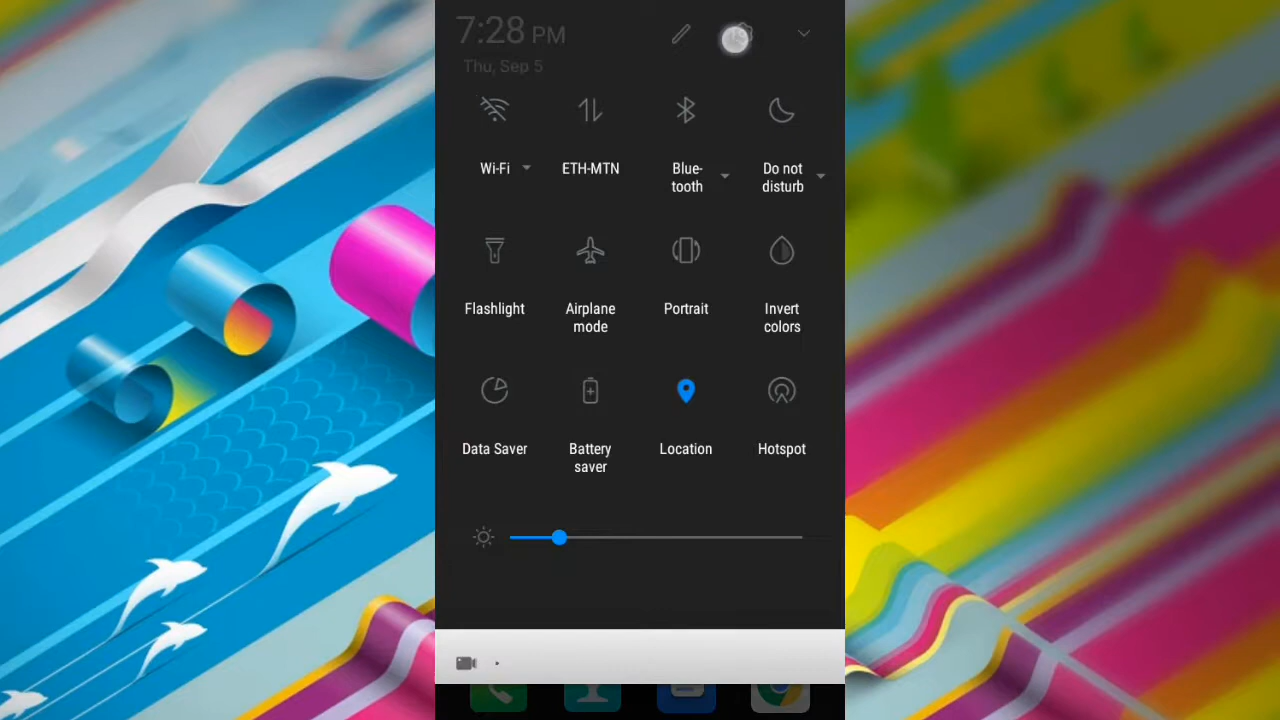 7:28 PM
Thu, Sep 5
Wi-Fi
ETH-MTN
Blue-
tooth
Do not
disturb
Flashlight
Airplane
mode
Portrait
Invert
colors
Data Saver
Battery
saver
Location
Hotspot